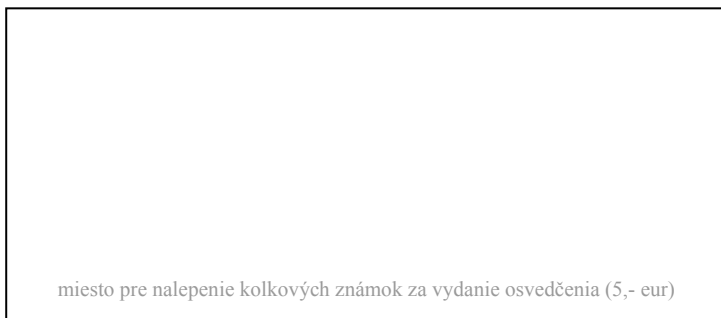 miesto pre nalepenie kolkových známok za vydanie osvedčenia (5,- eur)